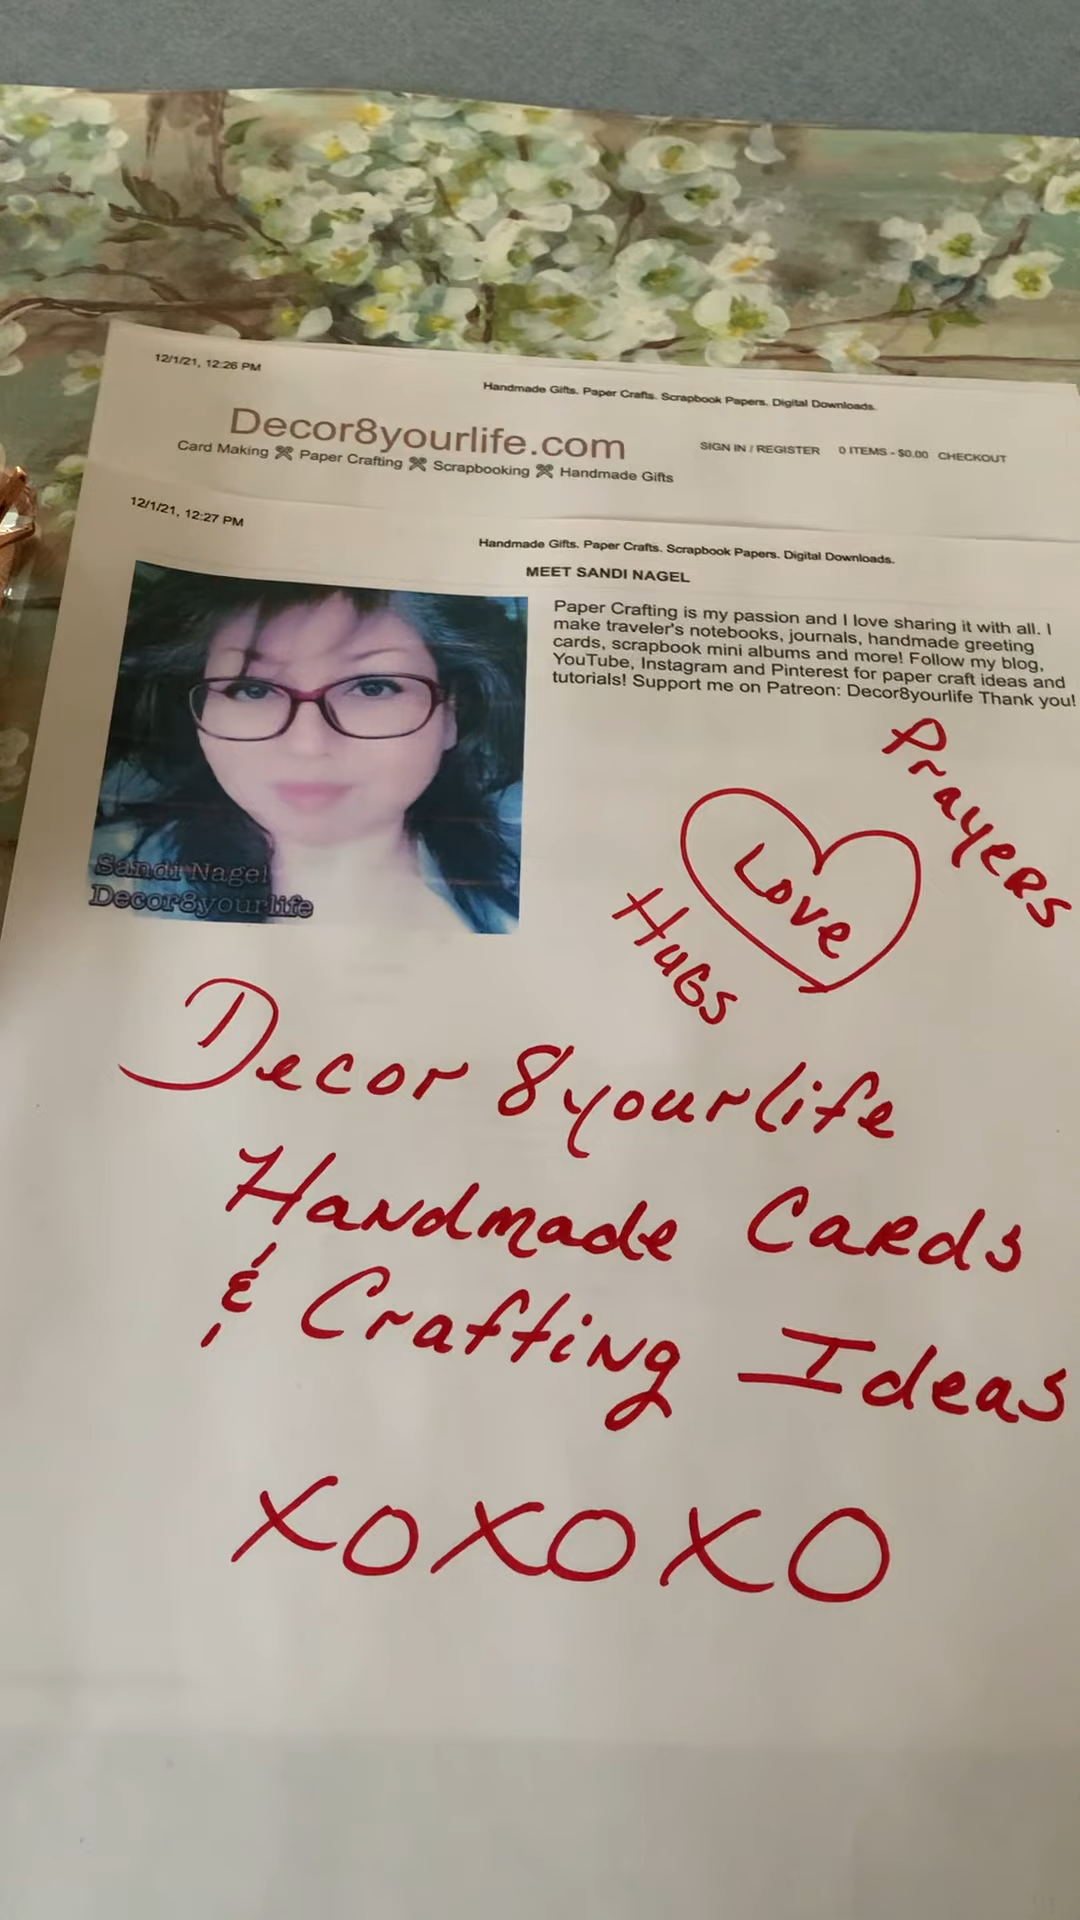 12/1/21, 12:26 PM
Handmade Gifts. Paper Crafts. Scrapbook Papers. Digital Downloads.
Decor8yourlife.com
SIGN IN / REGISTER 0 ITEMS - $0.00 CHECKOUT
Card Making Paper Crafting Scrapbooking Handmade Gifts
12/1/21, 12:27 PM
Handmade Gifts. Paper Crafts. Scrapbook Papers. Digital Downloads.
MEET SANDI NAGEL
Paper Crafting is my passion and I love sharing it with all. I
make traveler's notebooks, journals, handmade greeting
cards, scrapbook mini albums and more! Follow my blog,
YouTube, Instagram and Pinterest for paper craft ideas and
tutorials! Support me on Patreon: Decor8yourlife Thank you!
Sandi Nagel
Decor8yourlife
Prayers
Love
Hugs
Decor 8yourlife
Handmade Cards
& Crafting Ideas
XOXOXO